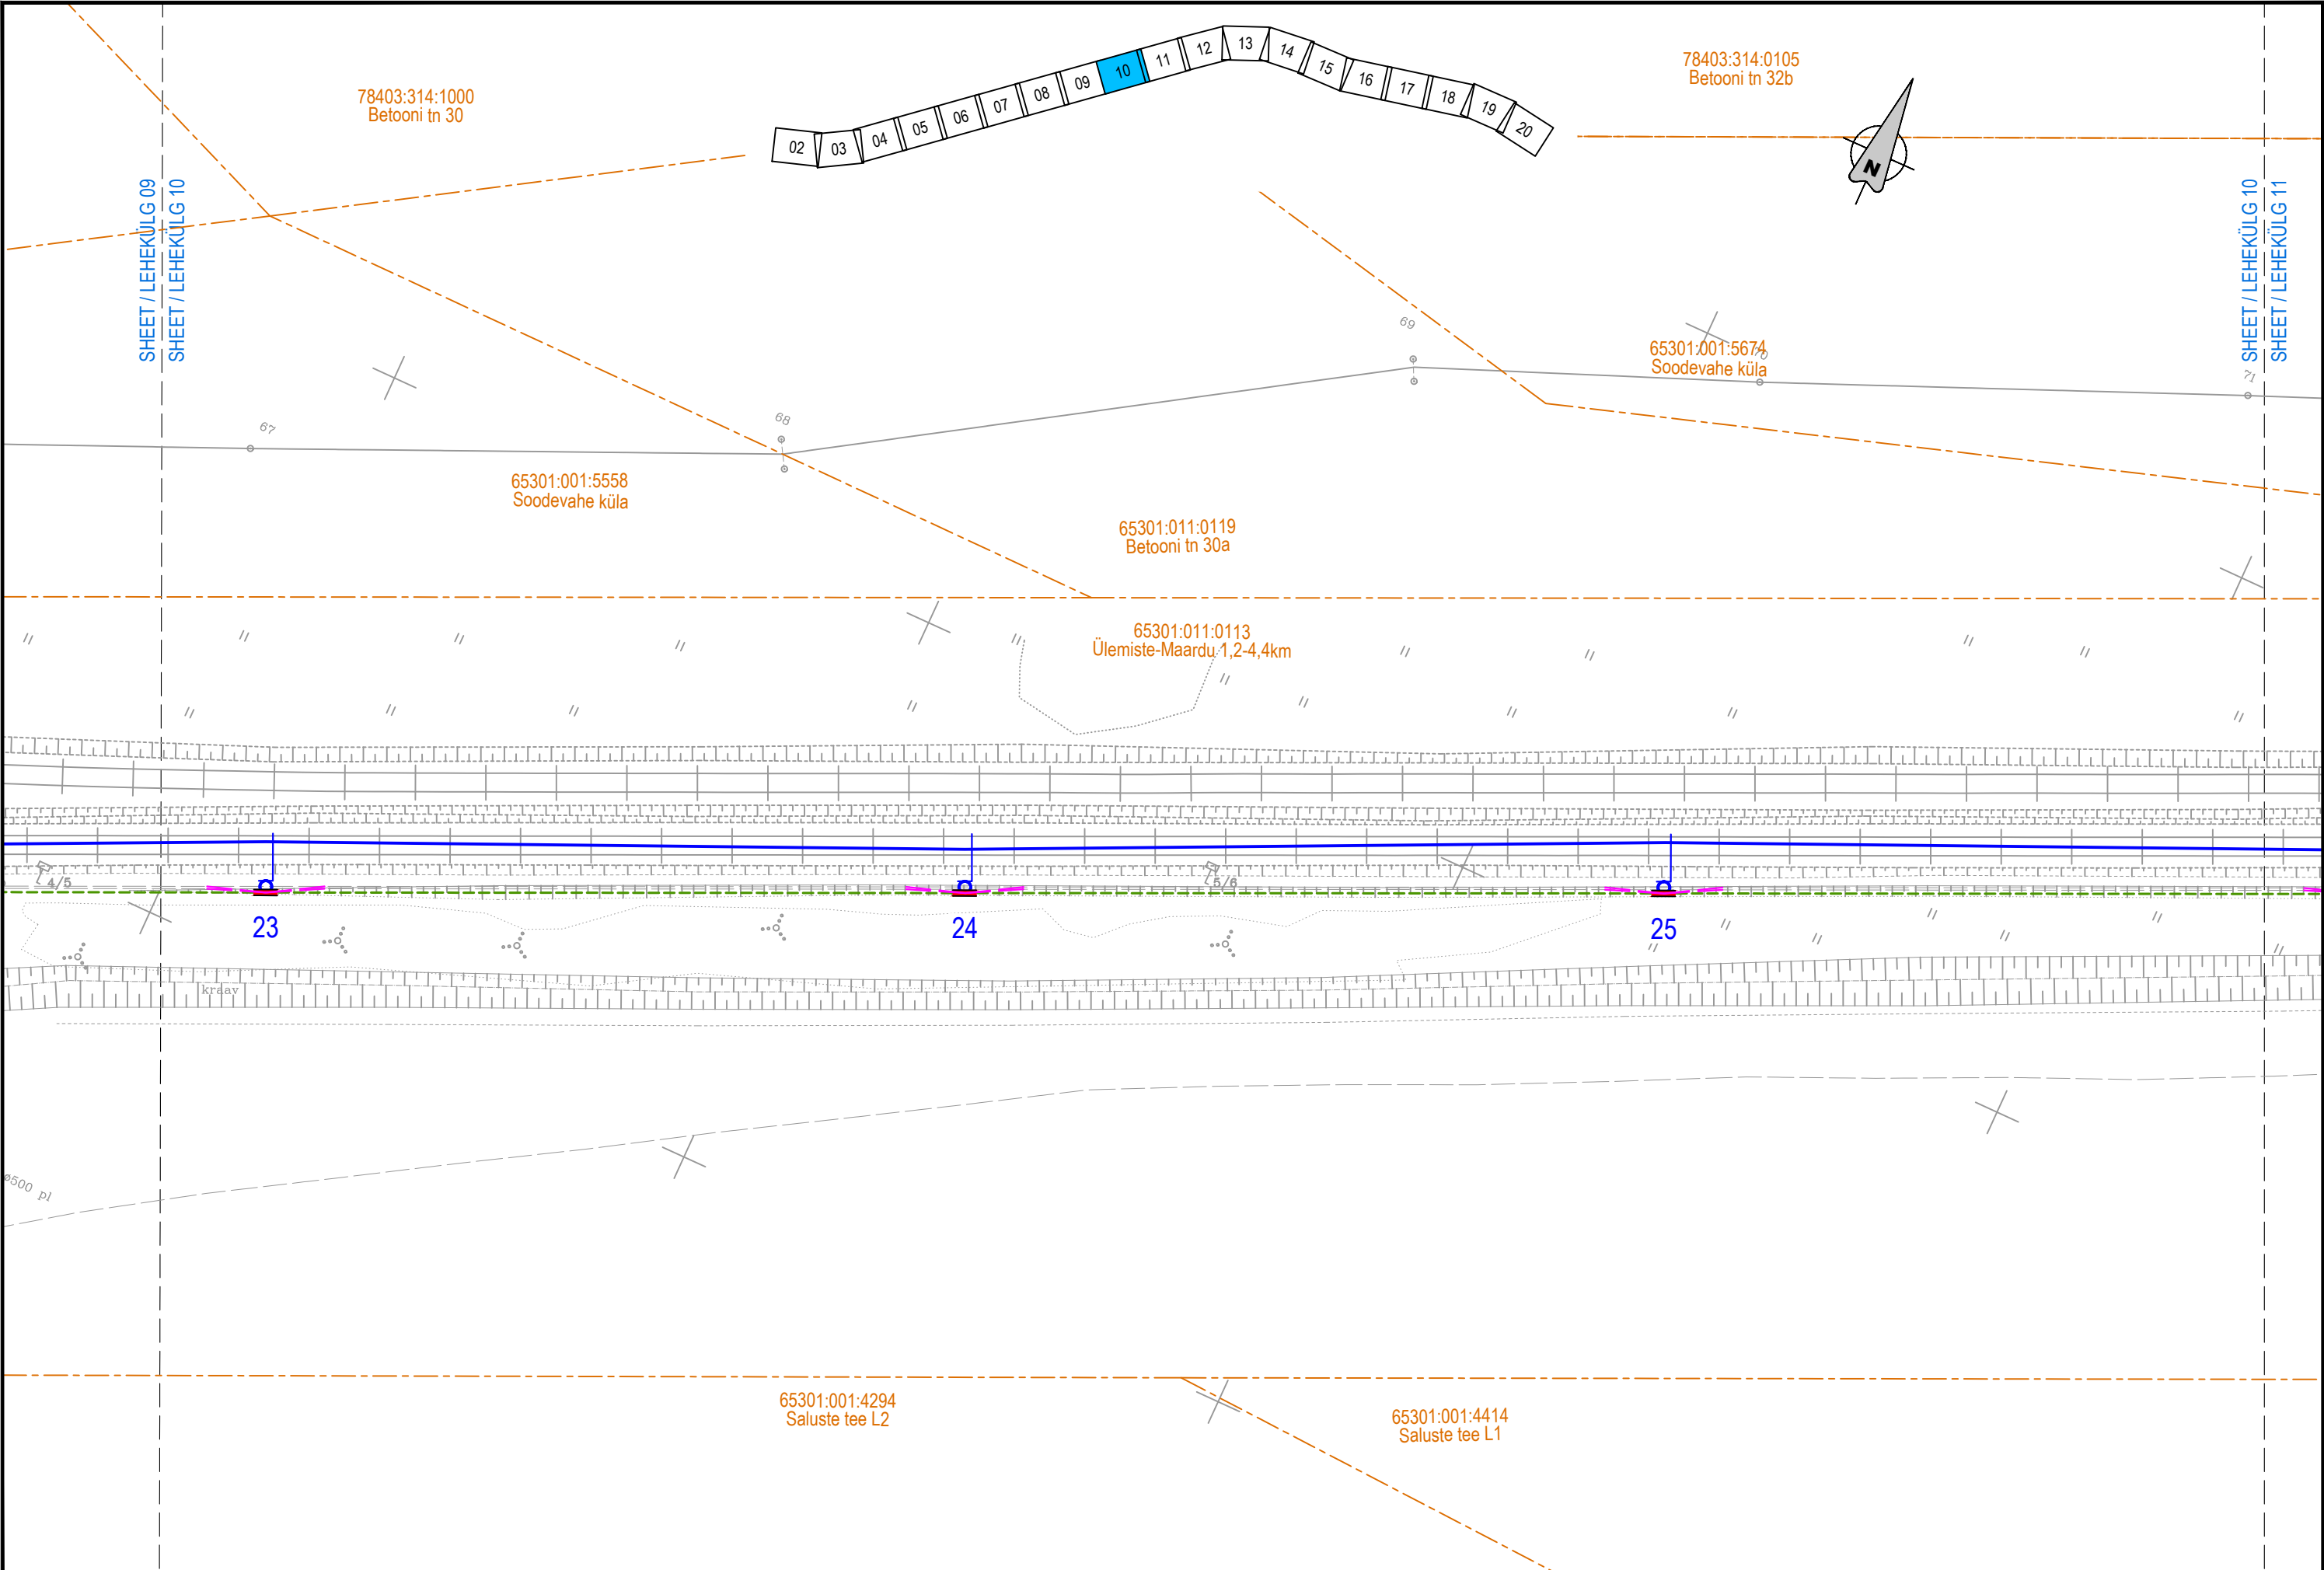 78403:314:1000
Betooni tn 30
02
03
04
05
06
07
08
09
10
11
12
13
14
15
16
17
18
19
20
78403:314:0105
Betooni tn 32b
N
SHEET / LEHEKÜLG 09
SHEET / LEHEKÜLG 10
SHEET / LEHEKÜLG 10
SHEET / LEHEKÜLG 11
69
65301:001:5674
Soodevahe küla
70
71
67
68
65301:001:5558
Soodevahe küla
65301:011:0119
Betooni tn 30a
65301:011:0113
Ülemiste-Maardu 1,2-4,4km
4/5
5/6
23
24
25
kraav
ø500 pl
65301:001:4294
Saluste tee L2
65301:001:4414
Saluste tee L1